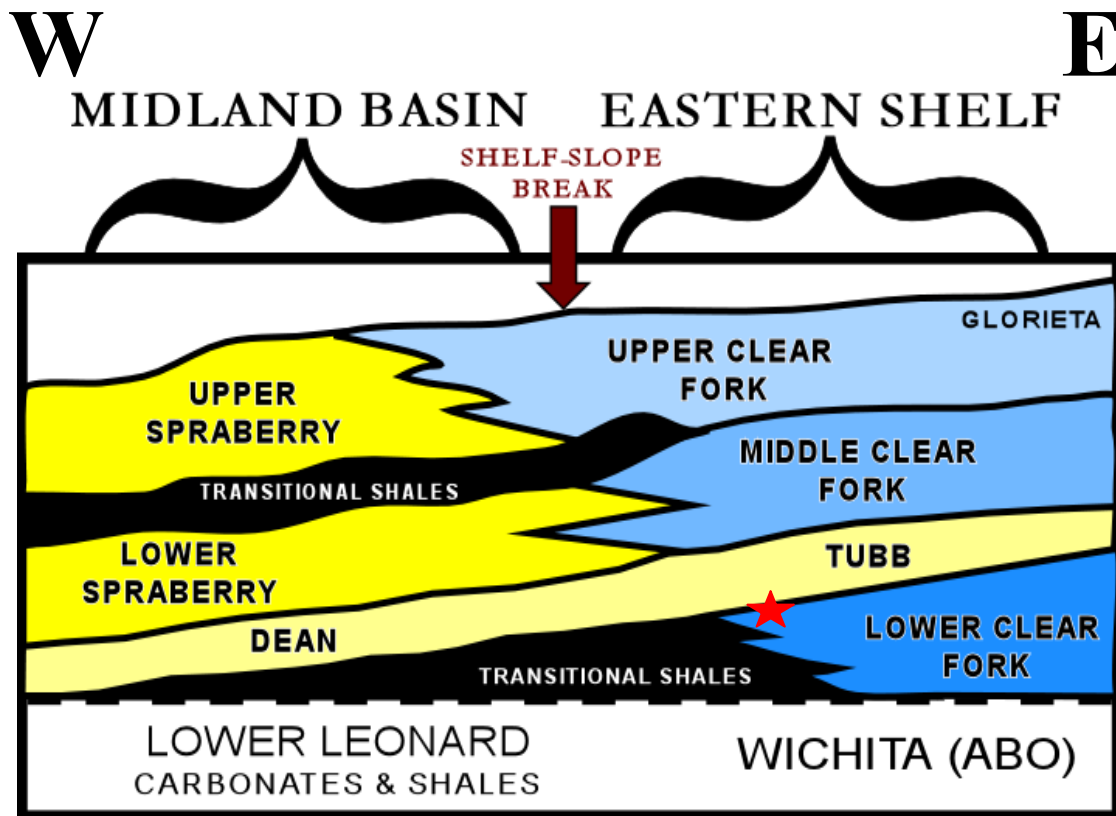 W
E
MIDLAND BASIN
EASTERN SHELF
SHELF-SLOPE
BREAK
GLORIETA
UPPER CLEAR
FORK
UPPER
SPRABERRY
MIDDLE CLEAR
FORK
TRANSITIONAL SHALES
LOWER
SPRABERRY
TUBB
DEAN
LOWER CLEAR
FORK
TRANSITIONAL SHALES
LOWER LEONARD
CARBONATES & SHALES
WICHITA (ABO)